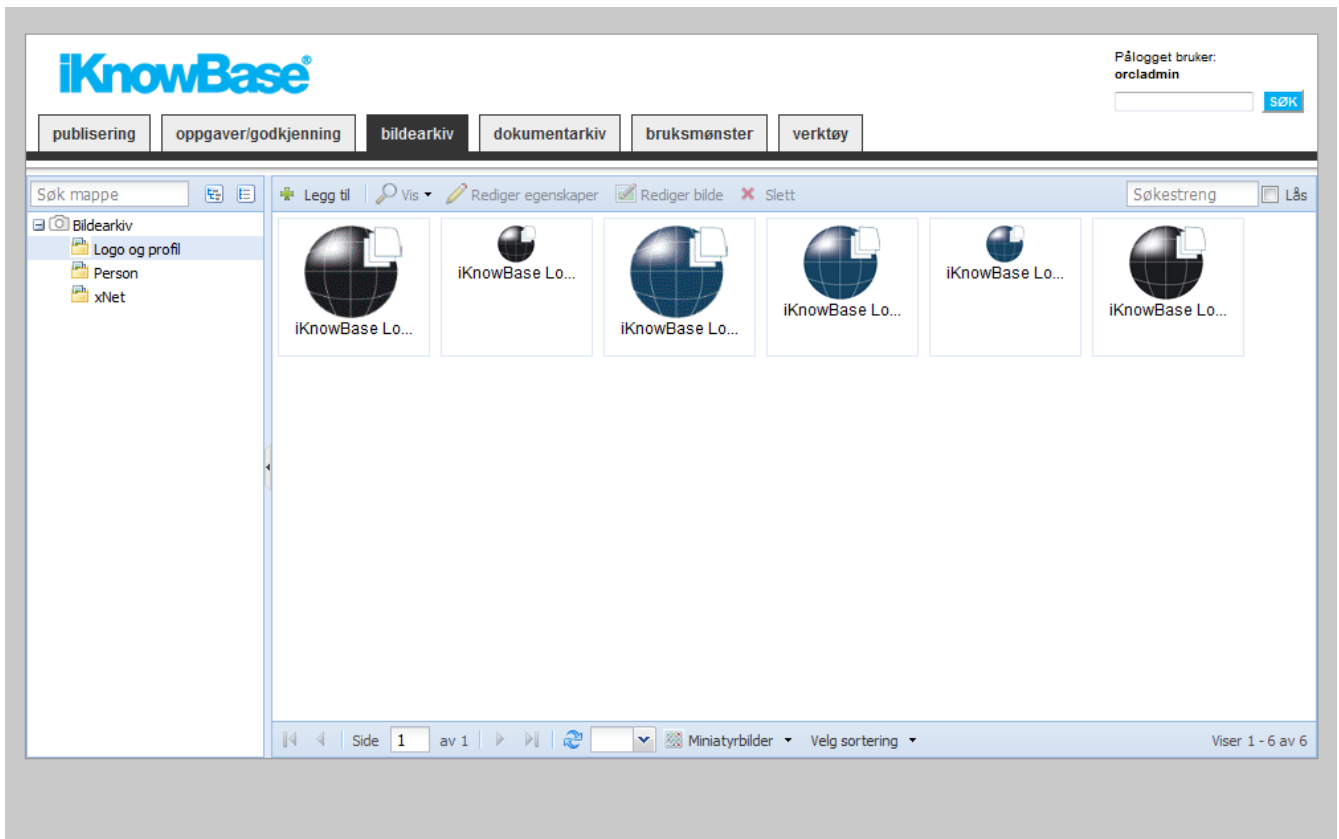 iKnowBase®
Pålogget bruker:
orcladmin
SØK
publisering oppgaver/godkjenning bildearkiv dokumentarkiv bruksmønster verktøy
Søk mappe
Legg til Vis Rediger egenskaper Rediger bilde Slett Søkestreng Lås
Bildearkiv
Logo og profil
Person
xNet
iKnowBase Lo...
iKnowBase Lo...
iKnowBase Lo...
iKnowBase Lo...
iKnowBase Lo...
iKnowBase Lo...
Side 1 av 1 Miniatyrbilder Velg sortering Viser 1 - 6 av 6